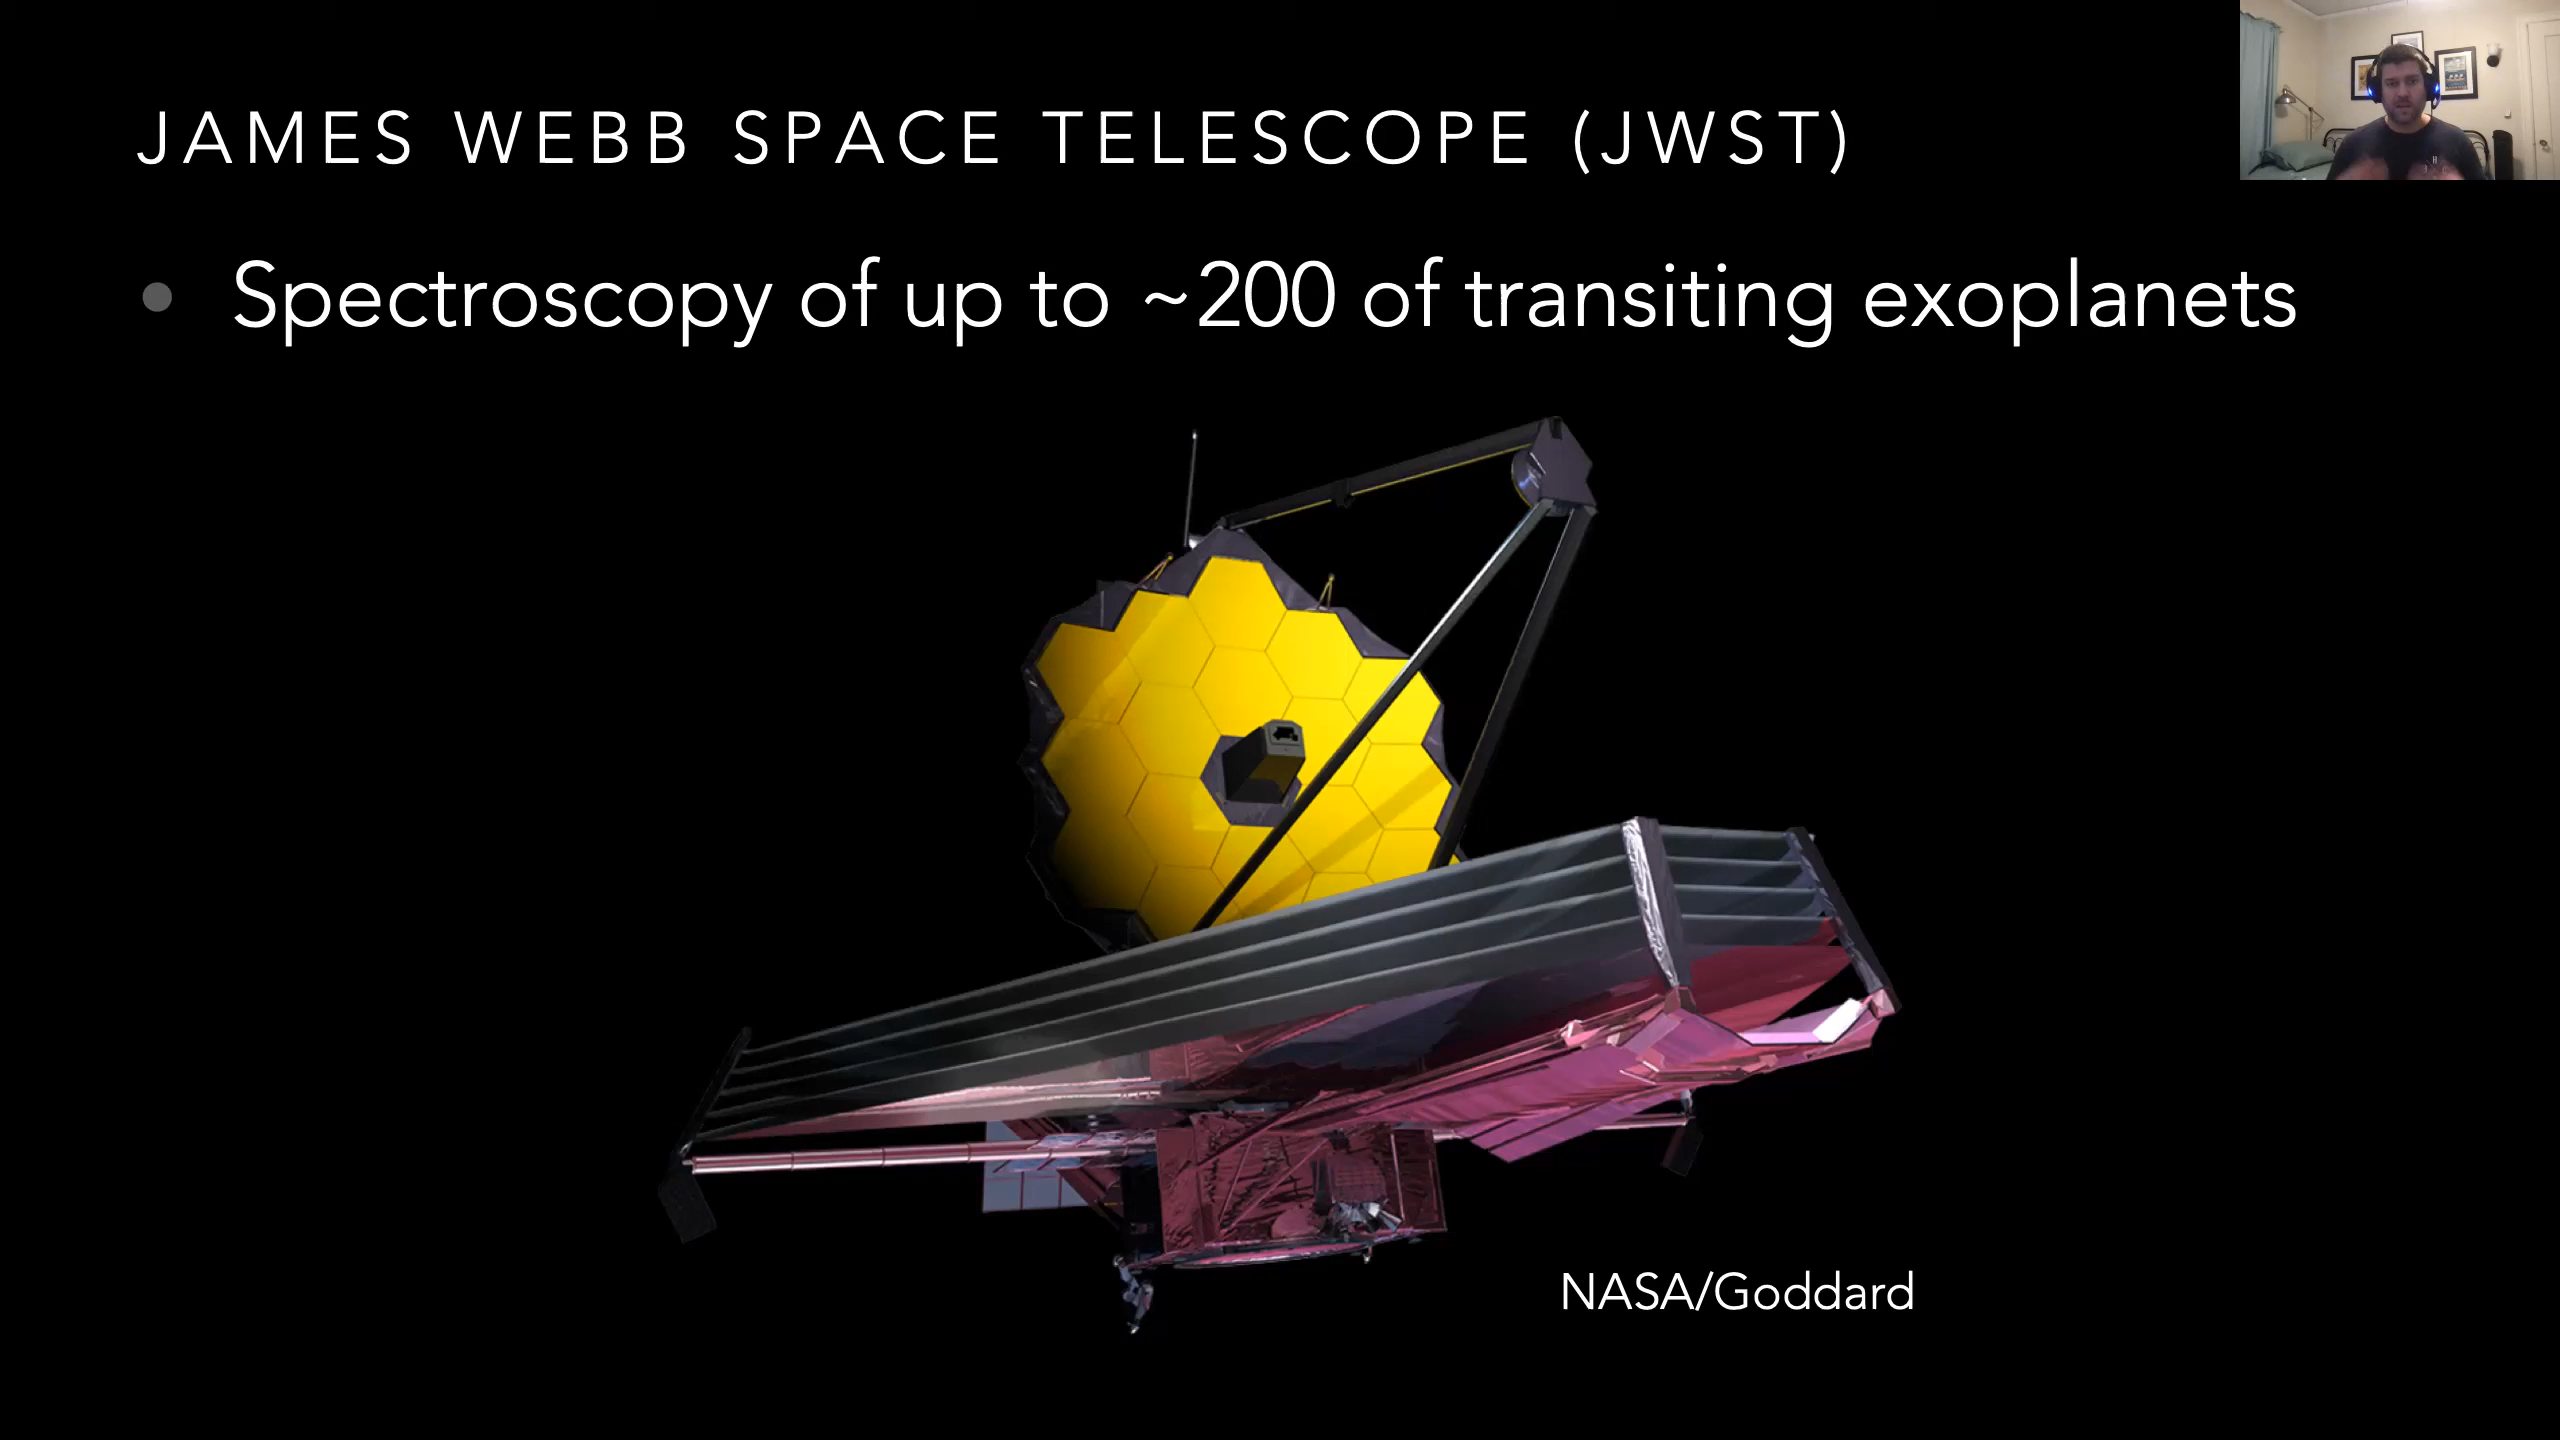 JAMES WEBB SPACE TELESCOPE (JWST)
• Spectroscopy of up to ~200 of transiting exoplanets
NASA/Goddard